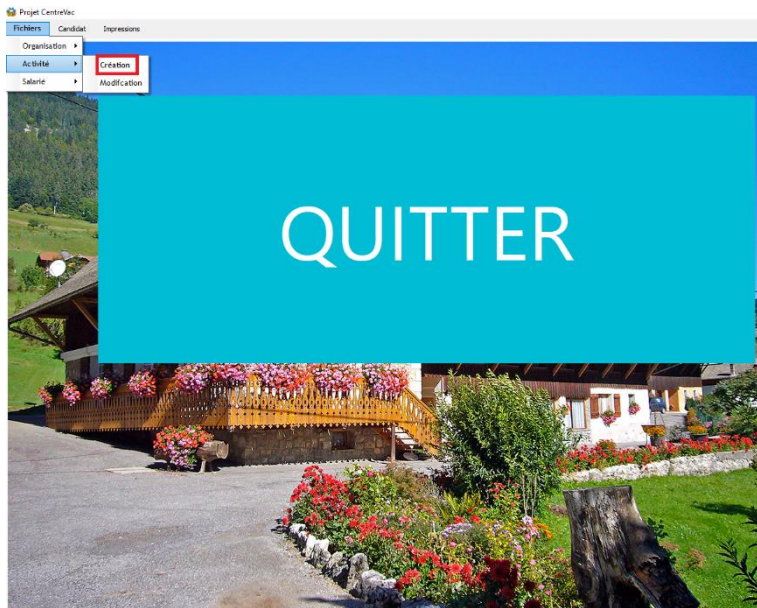 Projet CentreVac
Fichiers Candidat Impressions
Organisation
Activité
Création
Salarié
Modifcation
QUITTER